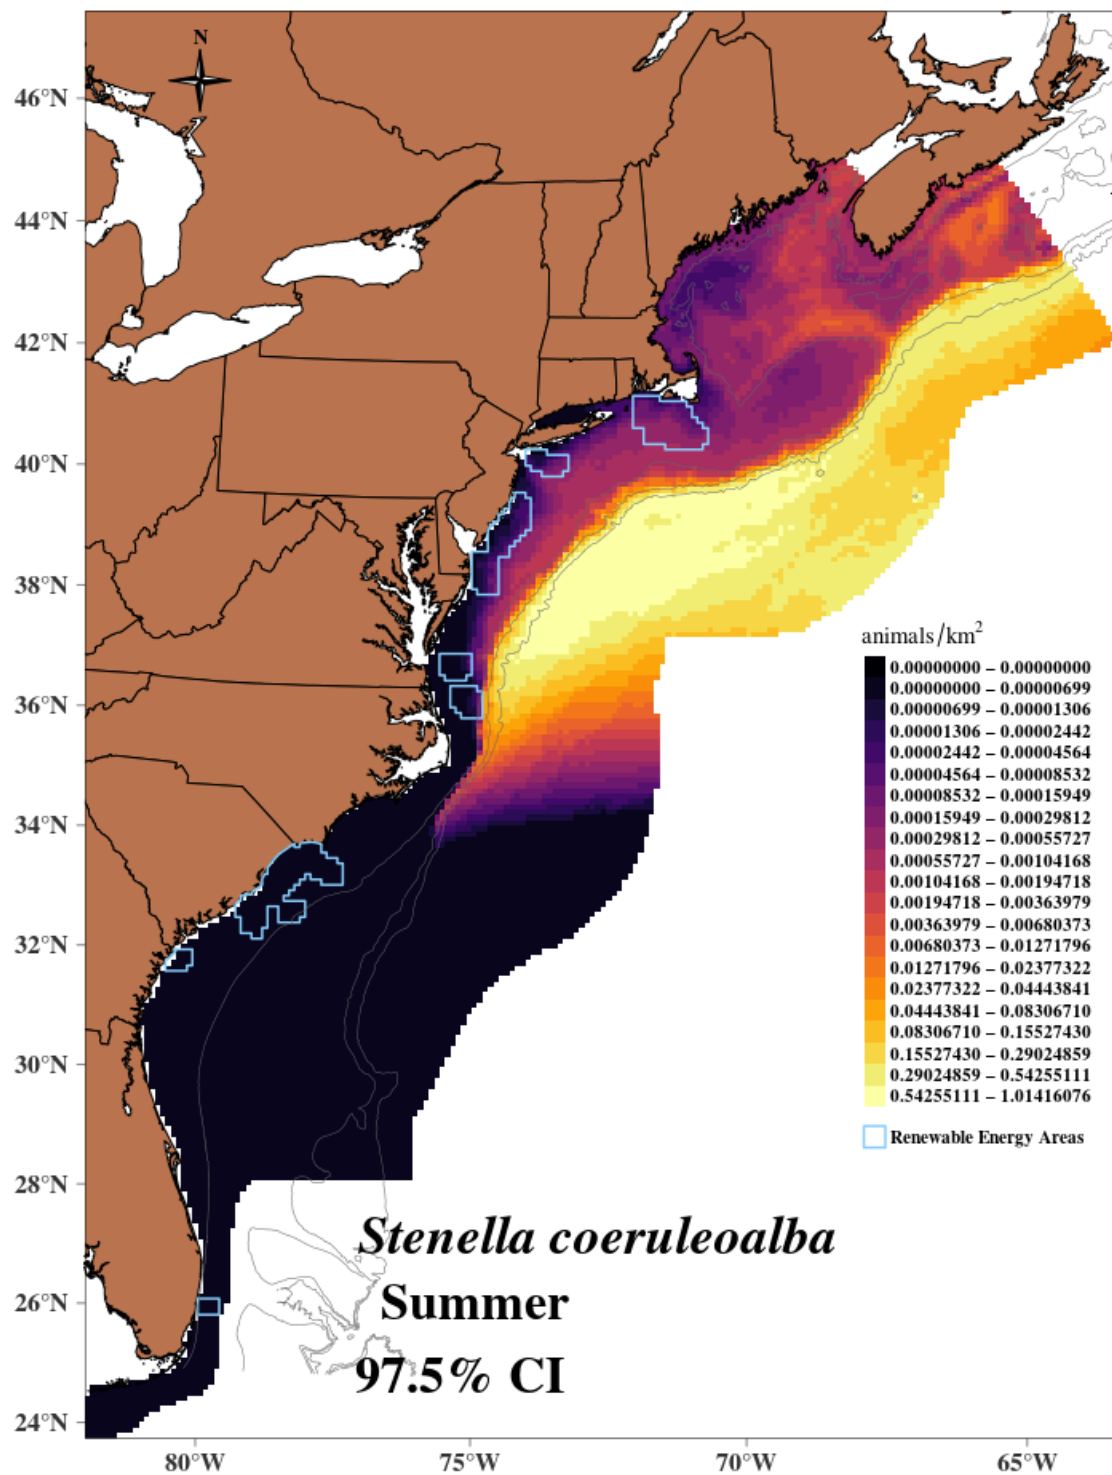 N
46°N
44°N
42°N
40°N
38°N
36°N
34°N
32°N
30°N
28°N
26°N
24°N
80°W
75°W
70°W
65°W
animals/km²
0.00000000 – 0.00000000
0.00000000 – 0.00000699
0.00000699 – 0.00001306
0.00001306 – 0.00002442
0.00002442 – 0.00004564
0.00004564 – 0.00008532
0.00008532 – 0.00015949
0.00015949 – 0.00029812
0.00029812 – 0.00055727
0.00055727 – 0.00104168
0.00104168 – 0.00194718
0.00194718 – 0.00363979
0.00363979 – 0.00680373
0.00680373 – 0.01271796
0.01271796 – 0.02377322
0.02377322 – 0.04443841
0.04443841 – 0.08306710
0.08306710 – 0.15527430
0.15527430 – 0.29024859
0.29024859 – 0.54255111
0.54255111 – 1.01416076
Renewable Energy Areas
Stenella coeruleoalba
Summer
97.5% CI